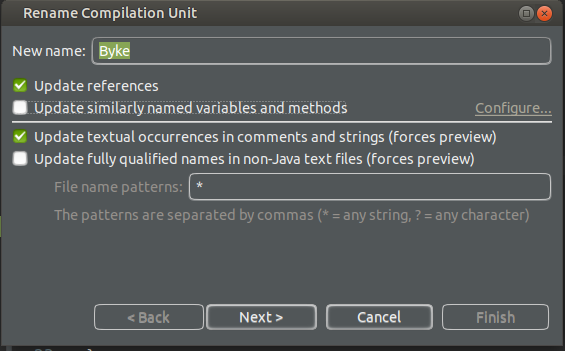 Rename Compilation Unit
New name: Byke
Update references
Update similarly named variables and methods Configure...
Update textual occurrences in comments and strings (forces preview)
Update fully qualified names in non-Java text files (forces preview)
File name patterns: *
The patterns are separated by commas (* = any string, ? = any character)
< Back Next > Cancel Finish